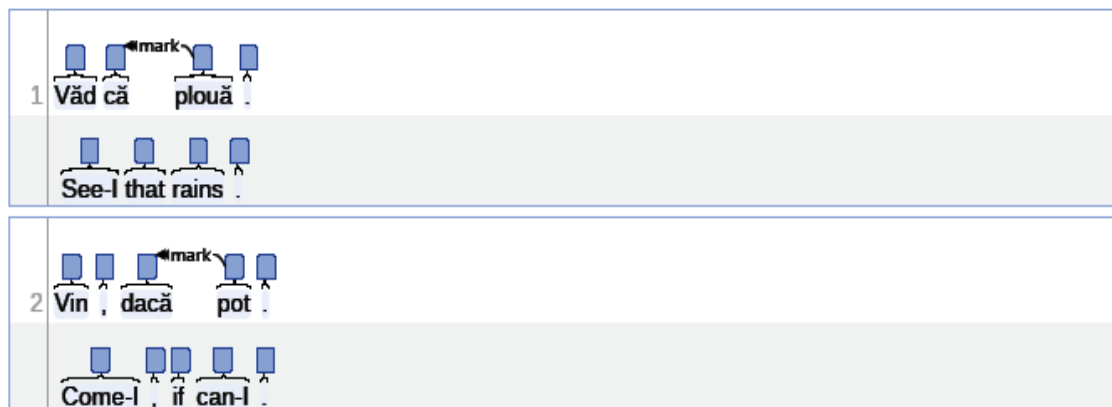 mark
1 Văd că plouă .
See-I that rains .
mark
2 Vin , dacă pot .
Come-I , if can-I .